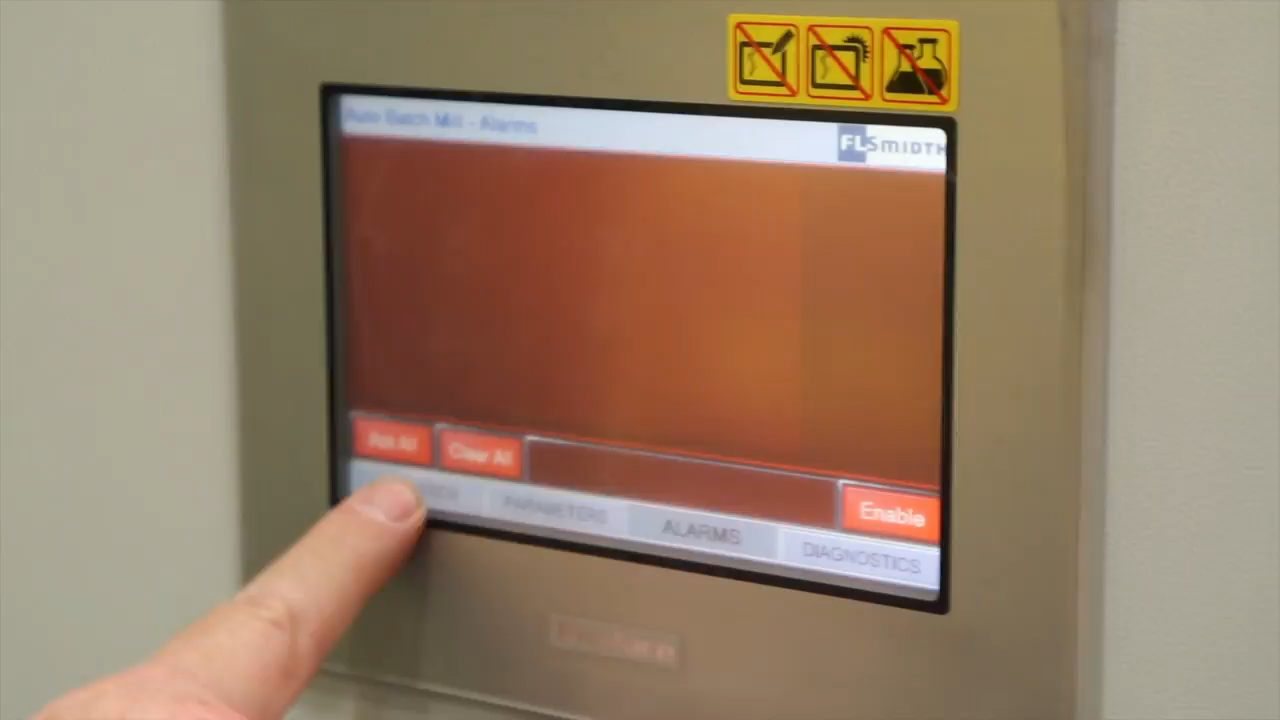 Auto Batch Mill - Alarms
FLSMIDTH
Ack All
Clear All
Enable
PARAMETERS
ALARMS
DIAGNOSTICS